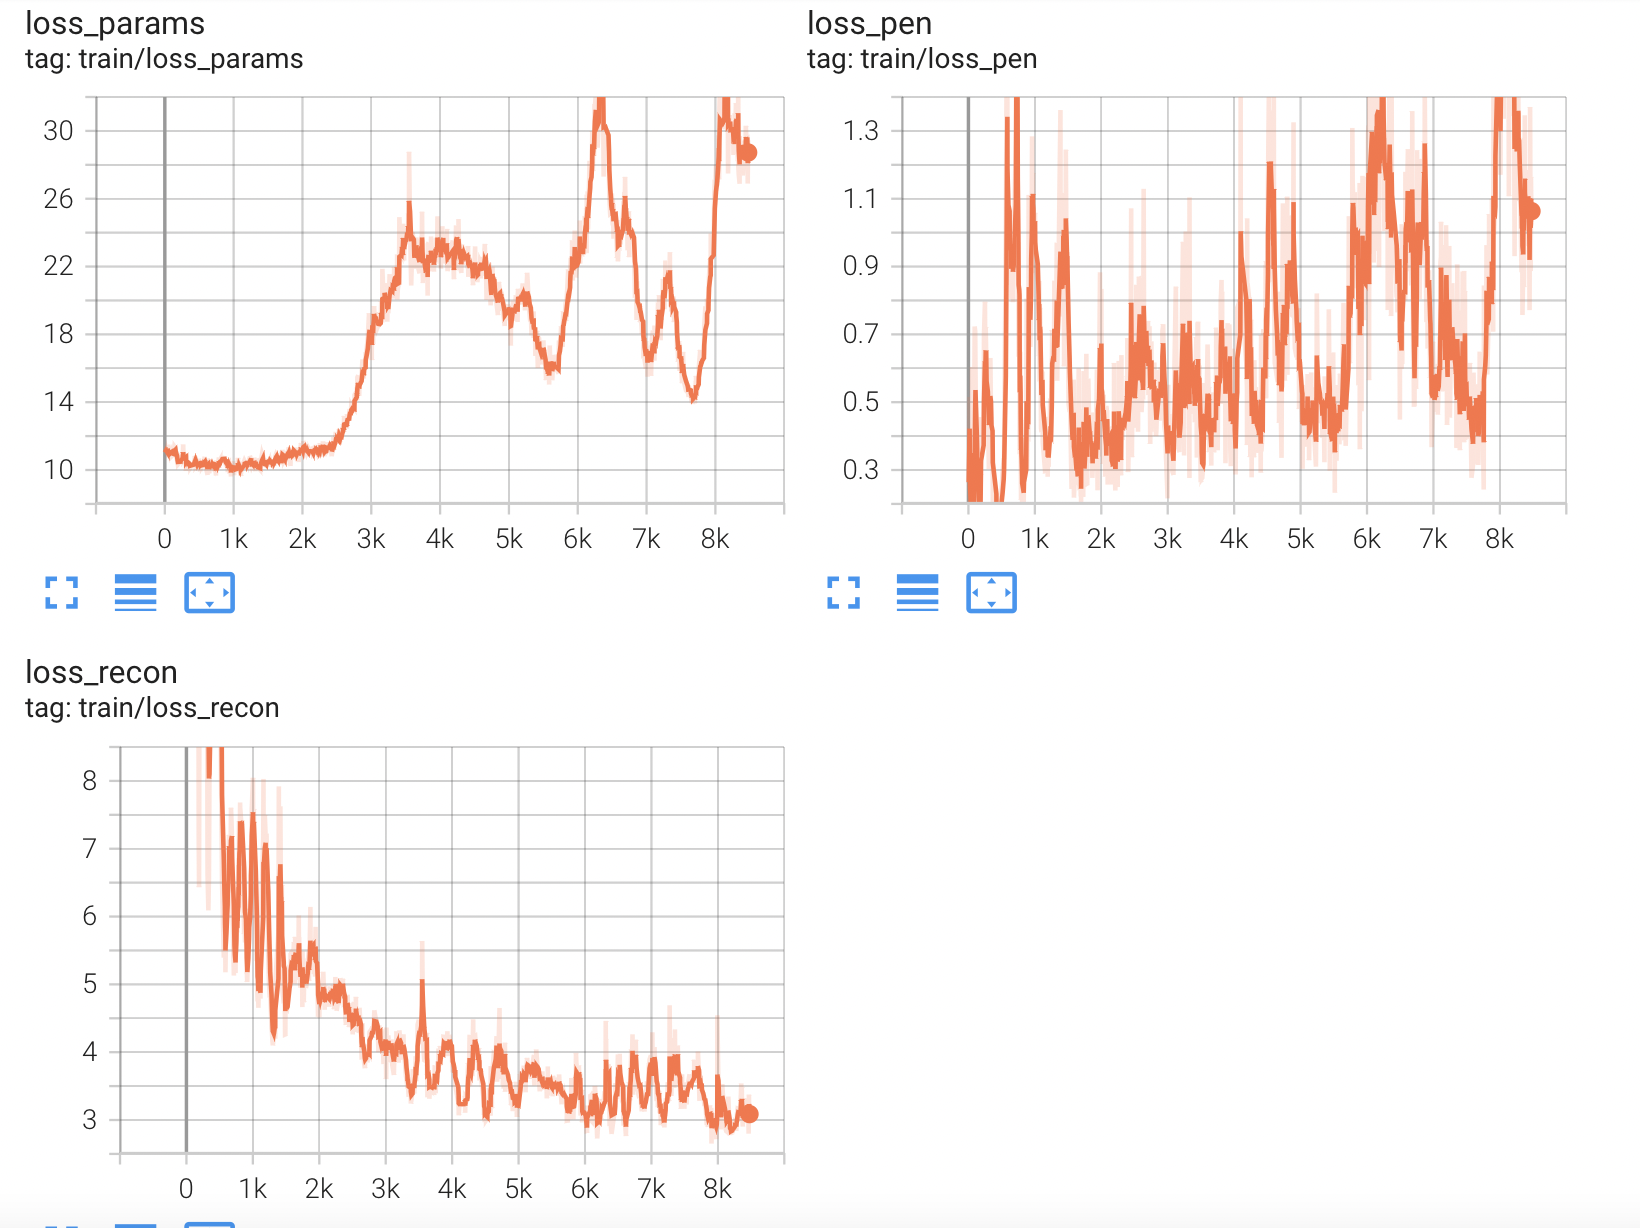 loss_params
tag: train/loss_params
30
26
22
18
14
10
0 1k 2k 3k 4k 5k 6k 7k 8k
loss_pen
tag: train/loss_pen
1.3
1.1
0.9
0.7
0.5
0.3
0 1k 2k 3k 4k 5k 6k 7k 8k
loss_recon
tag: train/loss_recon
8
7
6
5
4
3
0 1k 2k 3k 4k 5k 6k 7k 8k